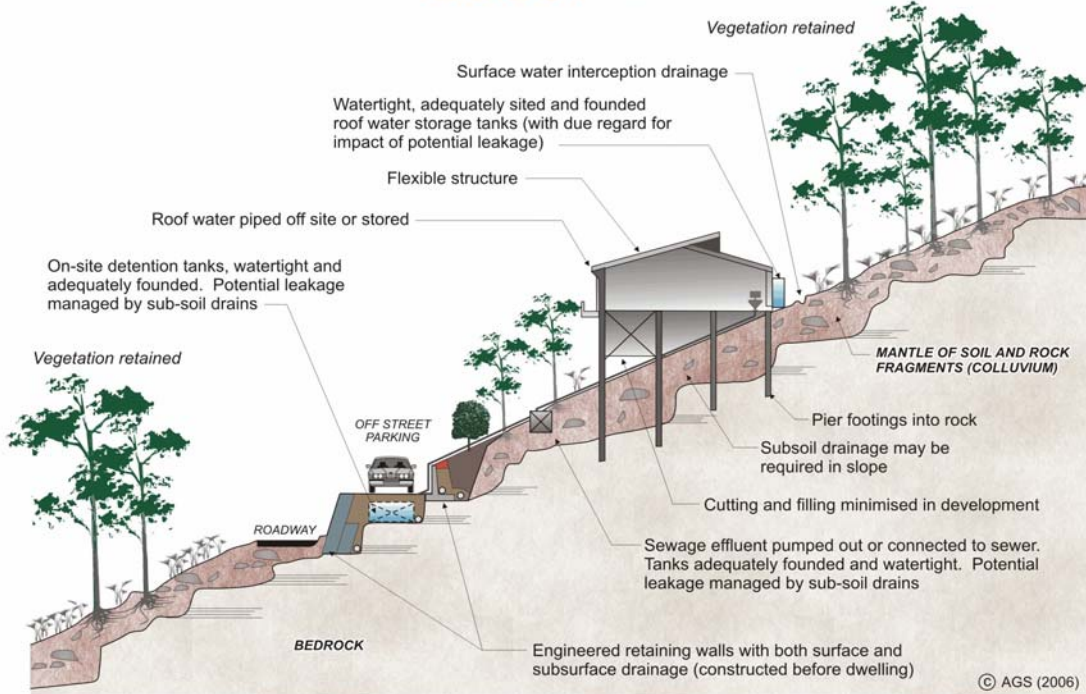 Vegetation retained
Surface water interception drainage
Watertight, adequately sited and founded
roof water storage tanks (with due regard for
impact of potential leakage)
Flexible structure
Roof water piped off site or stored
On-site detention tanks, watertight and
adequately founded. Potential leakage
managed by sub-soil drains
Vegetation retained
MANTLE OF SOIL AND ROCK
FRAGMENTS (COLLUVIUM)
Pier footings into rock
OFF STREET
PARKING
Subsoil drainage may be
required in slope
Cutting and filling minimised in development
ROADWAY
Sewage effluent pumped out or connected to sewer.
Tanks adequately founded and watertight. Potential
leakage managed by sub-soil drains
BEDROCK
Engineered retaining walls with both surface and
subsurface drainage (constructed before dwelling)
© AGS (2006)